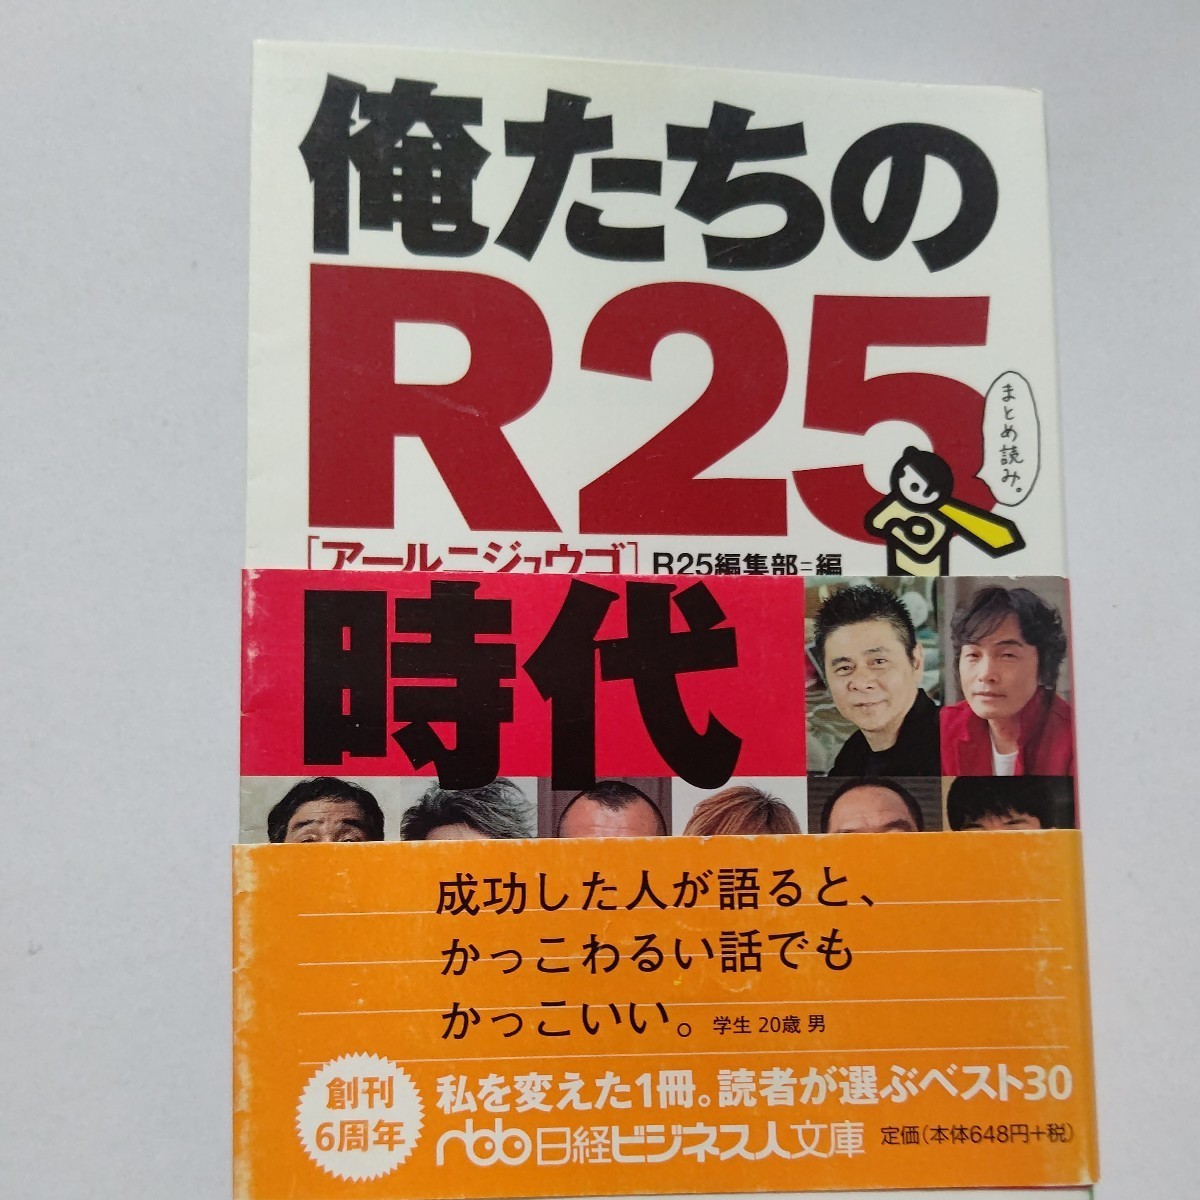 俺たちの
R25
まとめ読み。
[アールニジュウゴ] R25編集部=編
時代
成功した人が語ると、
かっこわるい話でも
かっこいい。 学生 20歳 男
創刊
6周年
私を変えた1冊。読者が選ぶベスト30
nbb日経ビジネス人文庫 定価(本体648円+税)